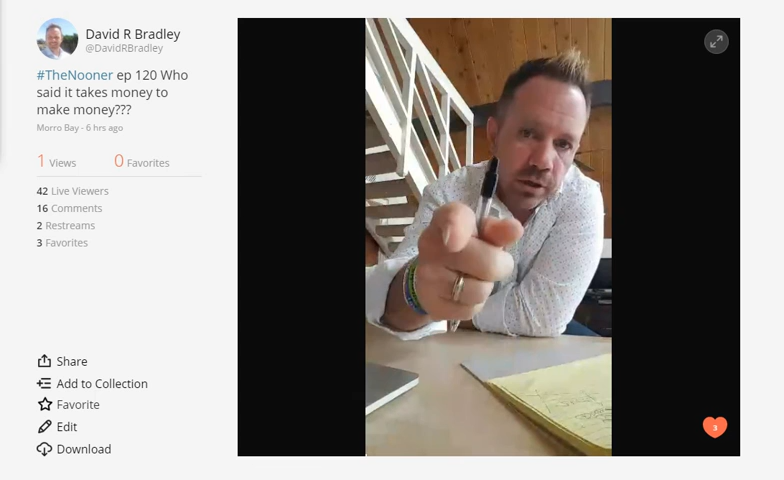 David R Bradley
@DavidRBradley
#TheNooner ep 120 Who
said it takes money to
make money???
Morro Bay - 6 hrs ago
1 Views 0 Favorites
42 Live Viewers
16 Comments
2 Restreams
3 Favorites
Share
Add to Collection
Favorite
Edit
Download
3